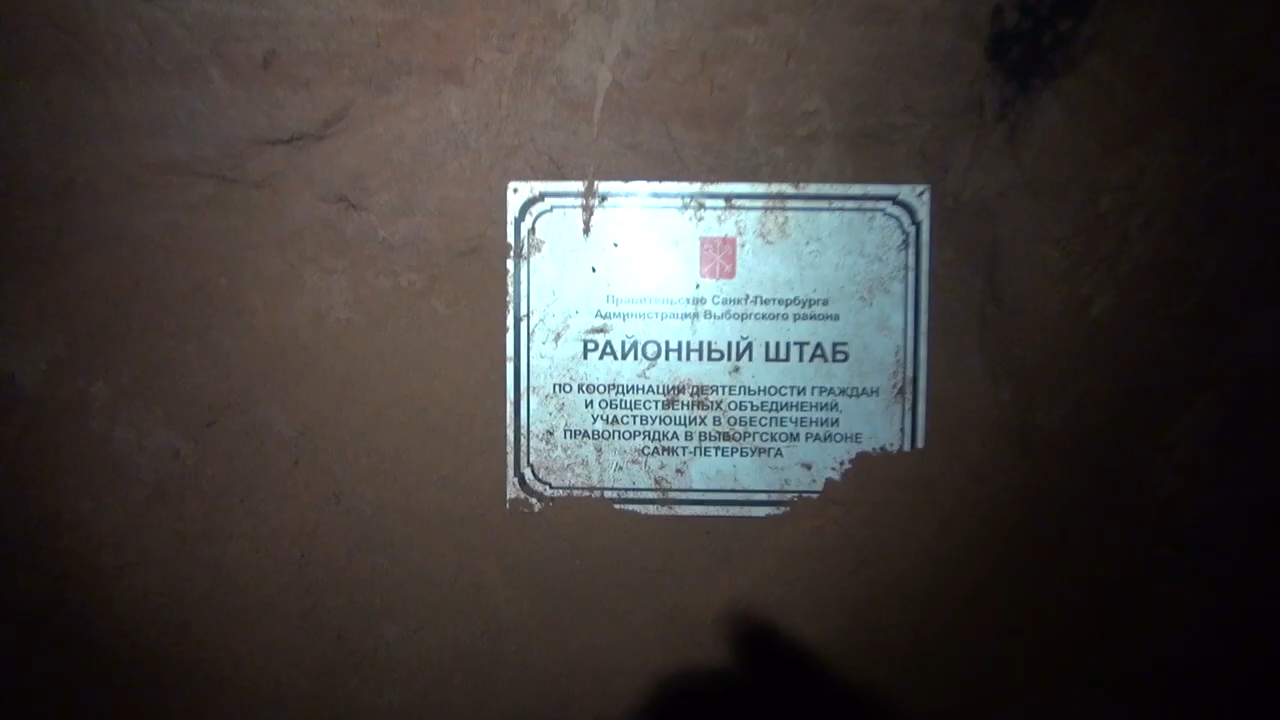 Правительство Санкт-Петербурга
Администрация Выборгского района
РАЙОННЫЙ ШТАБ
ПО КООРДИНАЦИИ ДЕЯТЕЛЬНОСТИ ГРАЖДАН
И ОБЩЕСТВЕННЫХ ОБЪЕДИНЕНИЙ,
УЧАСТВУЮЩИХ В ОБЕСПЕЧЕНИИ
ПРАВОПОРЯДКА В ВЫБОРГСКОМ РАЙОНЕ
САНКТ-ПЕТЕРБУРГА